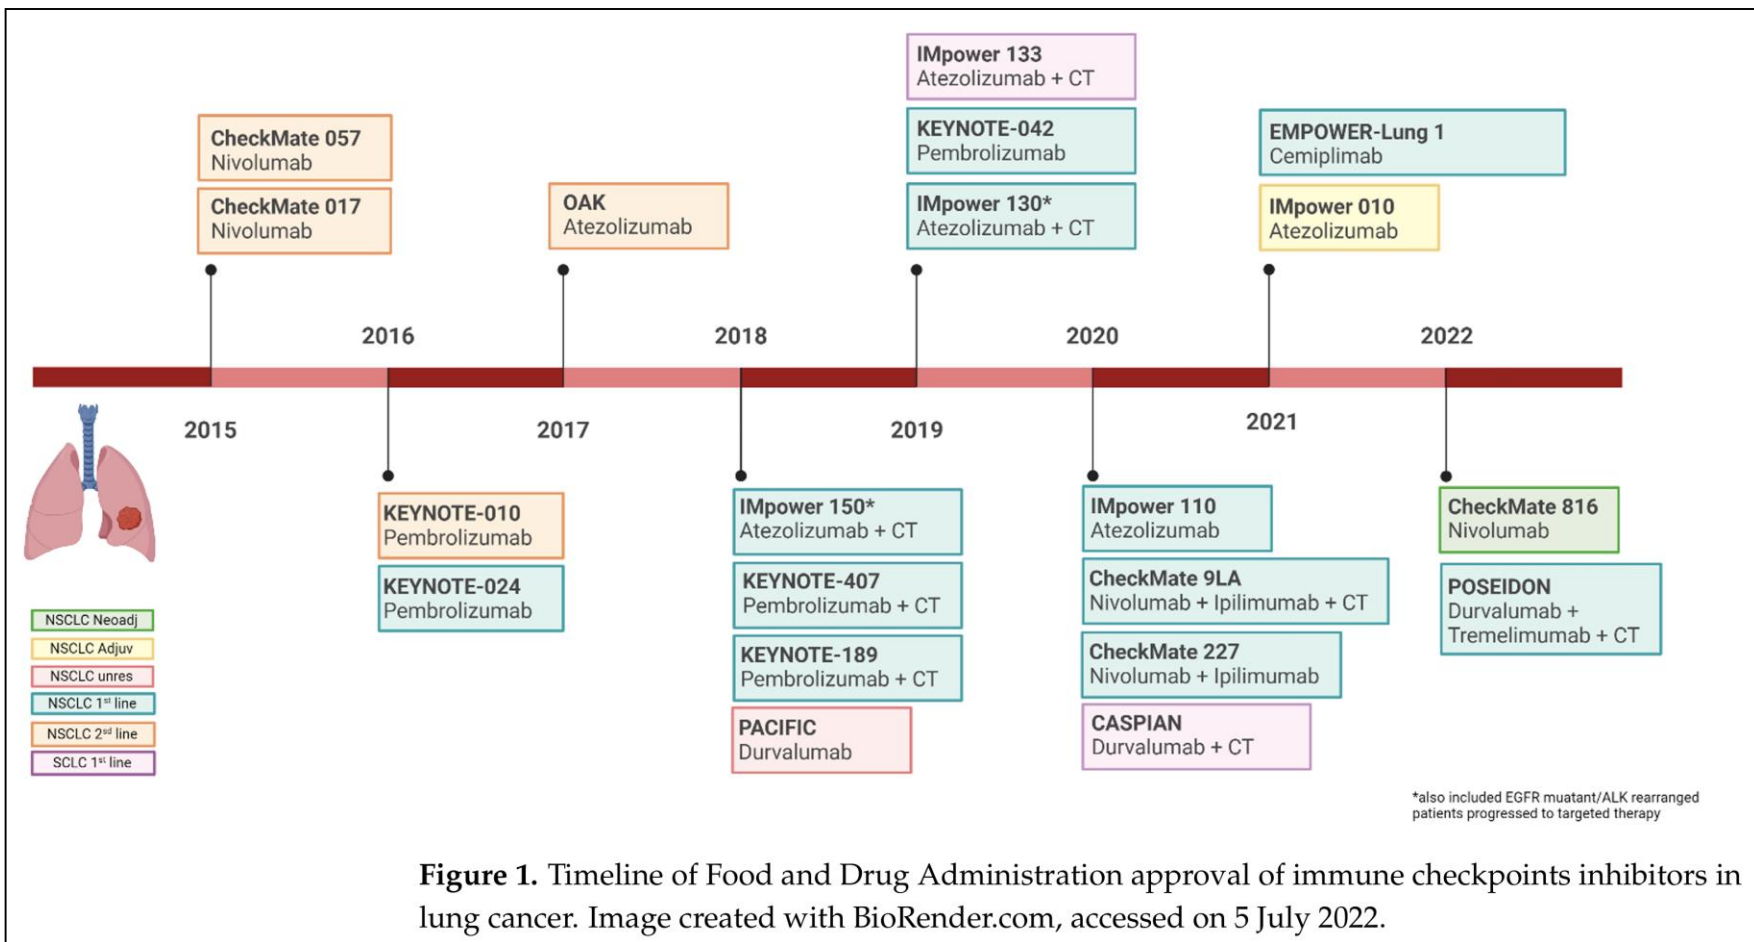 IMpower 133
Atezolizumab + CT
KEYNOTE-042
Pembrolizumab
IMpower 130*
Atezolizumab + CT
CheckMate 057
Nivolumab
CheckMate 017
Nivolumab
OAK
Atezolizumab
EMPOWER-Lung 1
Cemiplimab
IMpower 010
Atezolizumab
2016
2018
2020
2022
2015
2017
2019
2021
KEYNOTE-010
Pembrolizumab
KEYNOTE-024
Pembrolizumab
IMpower 150*
Atezolizumab + CT
KEYNOTE-407
Pembrolizumab + CT
KEYNOTE-189
Pembrolizumab + CT
PACIFIC
Durvalumab
IMpower 110
Atezolizumab
CheckMate 9LA
Nivolumab + Ipilimumab + CT
CheckMate 227
Nivolumab + Ipilimumab
CASPIAN
Durvalumab + CT
CheckMate 816
Nivolumab
POSEIDON
Durvalumab +
Tremelimumab + CT
NSCLC Neoadj
NSCLC Adjuv
NSCLC unres
NSCLC 1st line
NSCLC 2sd line
SCLC 1st line
*also included EGFR muatant/ALK rearranged
patients progressed to targeted therapy
Figure 1. Timeline of Food and Drug Administration approval of immune checkpoints inhibitors in
lung cancer. Image created with BioRender.com, accessed on 5 July 2022.